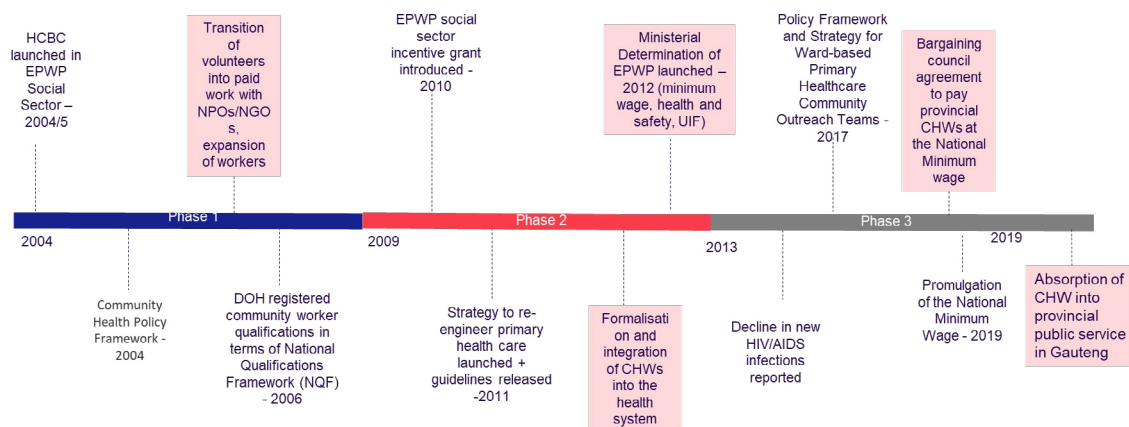 HCBC
launched in
EPWP
Social
Sector –
2004/5
Transition
of
volunteers
into paid
work with
NPOs/NGO
s,
expansion
of workers
EPWP social
sector
incentive grant
introduced -
2010
Ministerial
Determination of
EPWP launched –
2012 (minimum
wage, health and
safety, UIF)
Policy Framework
and Strategy for
Ward-based
Primary
Healthcare
Community
Outreach Teams -
2017
Bargaining
council
agreement
to pay
provincial
CHWs at
the National
Minimum
wage
Phase 1
Phase 2
Phase 3
2004
2009
2013
2019
Community
Health Policy
Framework -
2004
DOH registered
community worker
qualifications in
terms of National
Qualifications
Framework (NQF)
- 2006
Strategy to re-
engineer primary
health care
launched +
guidelines released
-2011
Formalisati
on and
integration
of CHWs
into the
health
system
Decline in new
HIV/AIDS
infections
reported
Promulgation
of the National
Minimum
Wage - 2019
Absorption of
CHW into
provincial
public service
in Gauteng